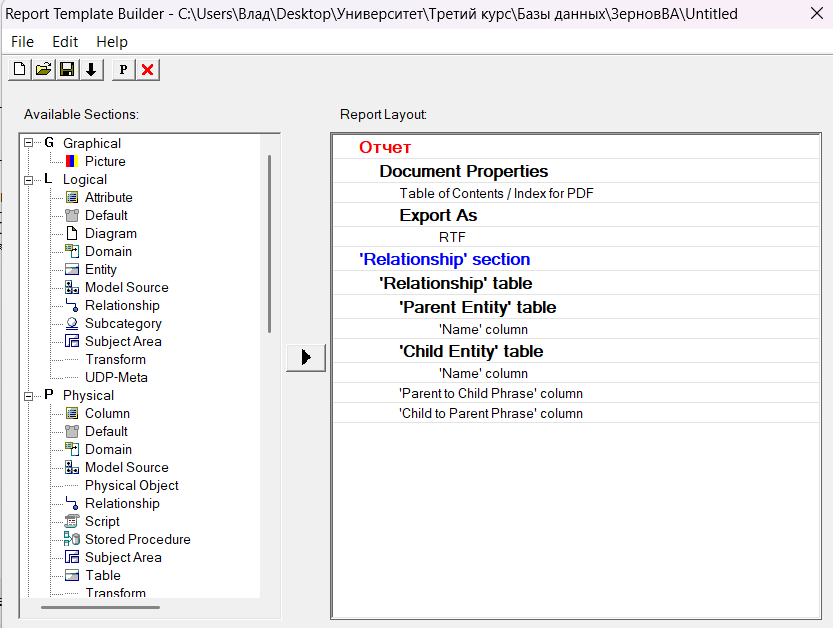 Report Template Builder - C:\Users\Влад\Desktop\Университет\Третий курс\Базы данных\ЗерновВА\Untitled
File Edit Help
P
Available Sections:
G Graphical
Picture
L Logical
Attribute
Default
Diagram
Domain
Entity
Model Source
Relationship
Subcategory
Subject Area
Transform
UDP-Meta
P Physical
Column
Default
Domain
Model Source
Physical Object
Relationship
Script
Stored Procedure
Subject Area
Table
Transform
Report Layout:
Отчет
Document Properties
Table of Contents / Index for PDF
Export As
RTF
'Relationship' section
'Relationship' table
'Parent Entity' table
'Name' column
'Child Entity' table
'Name' column
'Parent to Child Phrase' column
'Child to Parent Phrase' column